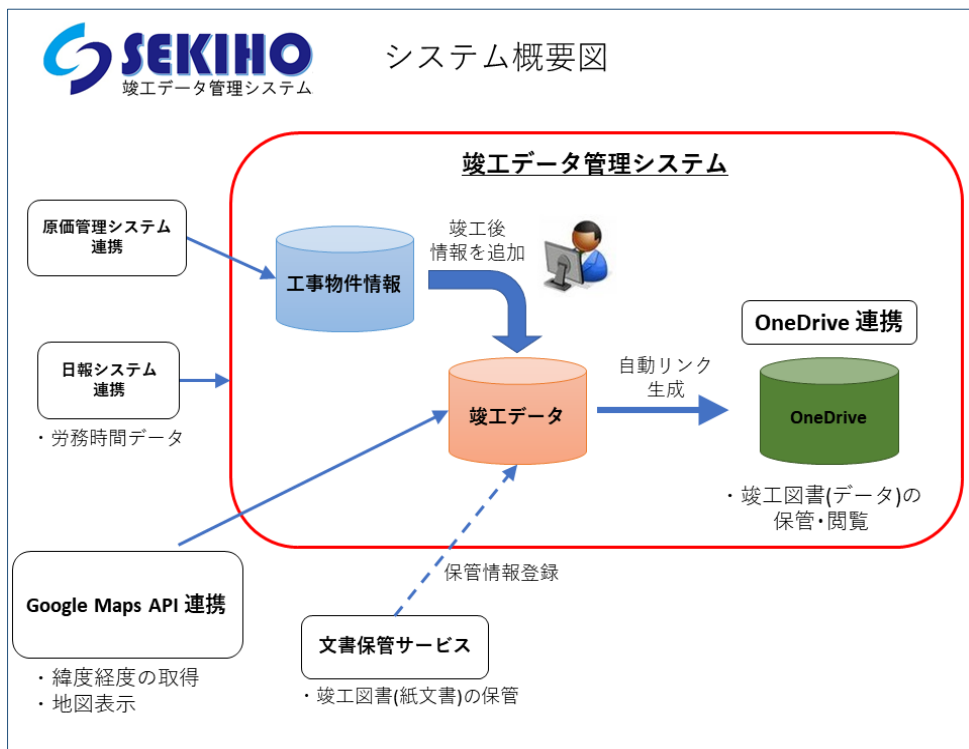 SEKIHO
竣工データ管理システム
システム概要図
竣工データ管理システム
原価管理システム
連携
工事物件情報
竣工後
情報を追加
OneDrive 連携
日報システム
連携
・労務時間データ
竣工データ
自動リンク
生成
OneDrive
・竣工図書(データ)の
保管・閲覧
Google Maps API 連携
・緯度経度の取得
・地図表示
保管情報登録
文書保管サービス
・竣工図書(紙文書)の保管